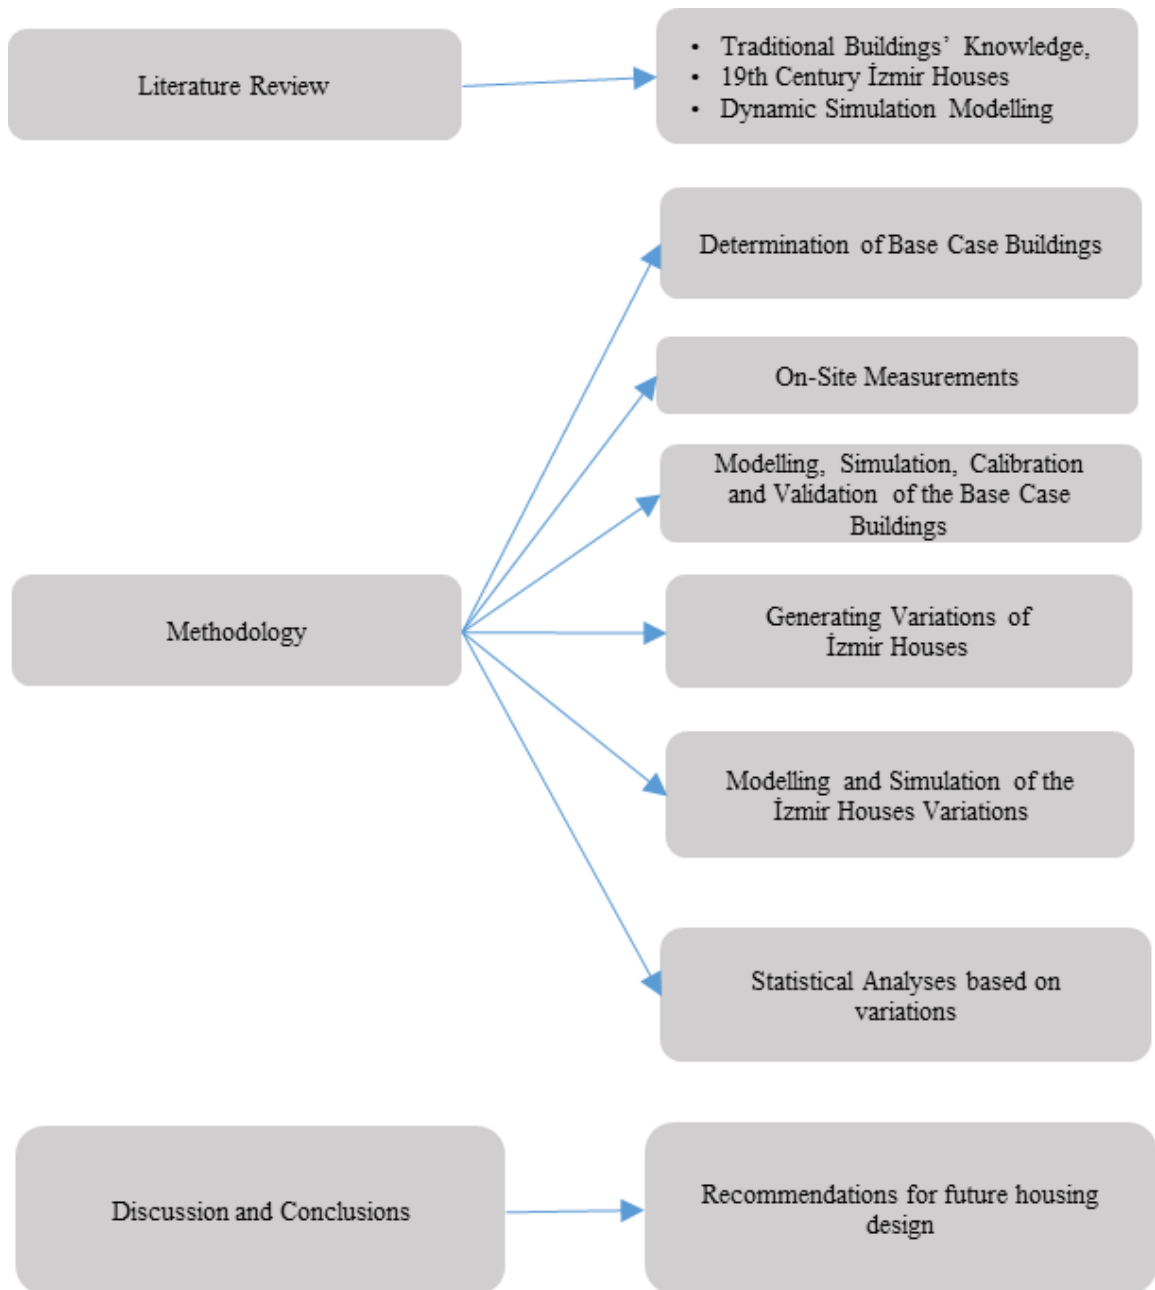 Literature Review
• Traditional Buildings’ Knowledge,
• 19th Century İzmir Houses
• Dynamic Simulation Modelling
Methodology
Determination of Base Case Buildings
On-Site Measurements
Modelling, Simulation, Calibration
and Validation of the Base Case
Buildings
Generating Variations of
İzmir Houses
Modelling and Simulation of the
İzmir Houses Variations
Statistical Analyses based on
variations
Discussion and Conclusions
Recommendations for future housing
design